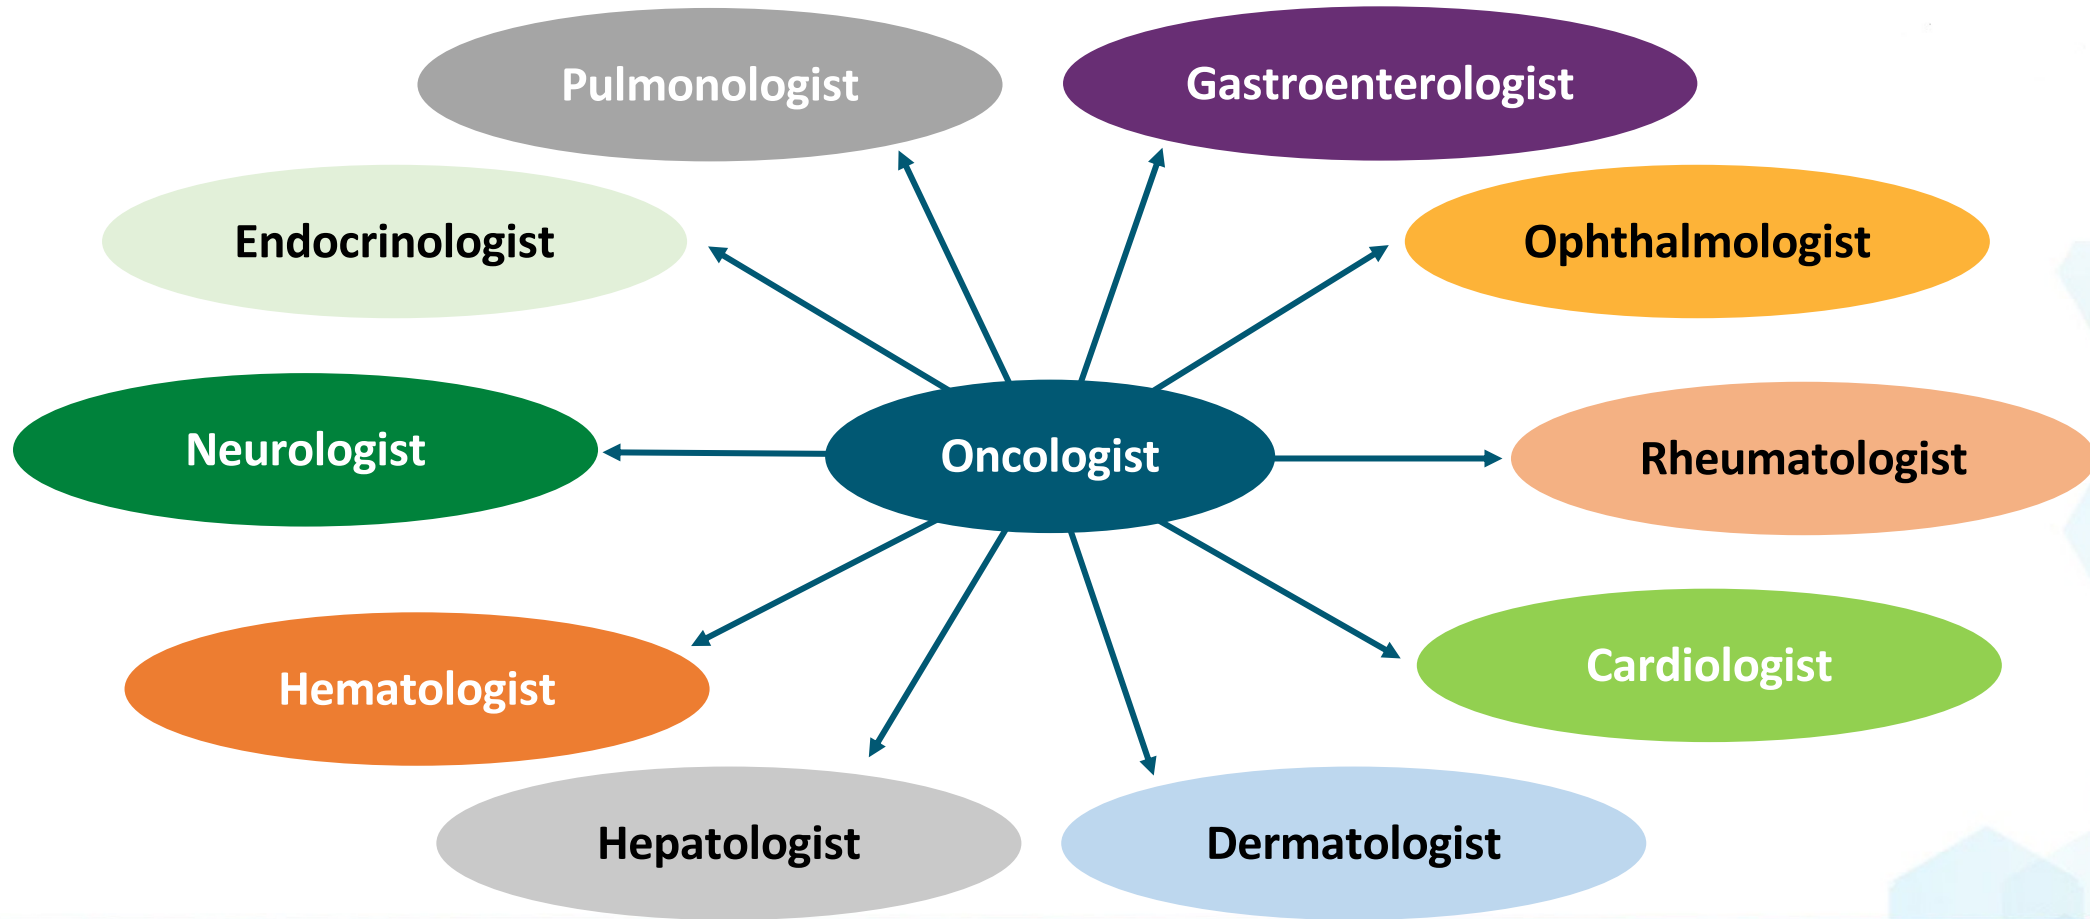 Pulmonologist
Gastroenterologist
Endocrinologist
Ophthalmologist
Neurologist
Oncologist
Rheumatologist
Hematologist
Cardiologist
Hepatologist
Dermatologist